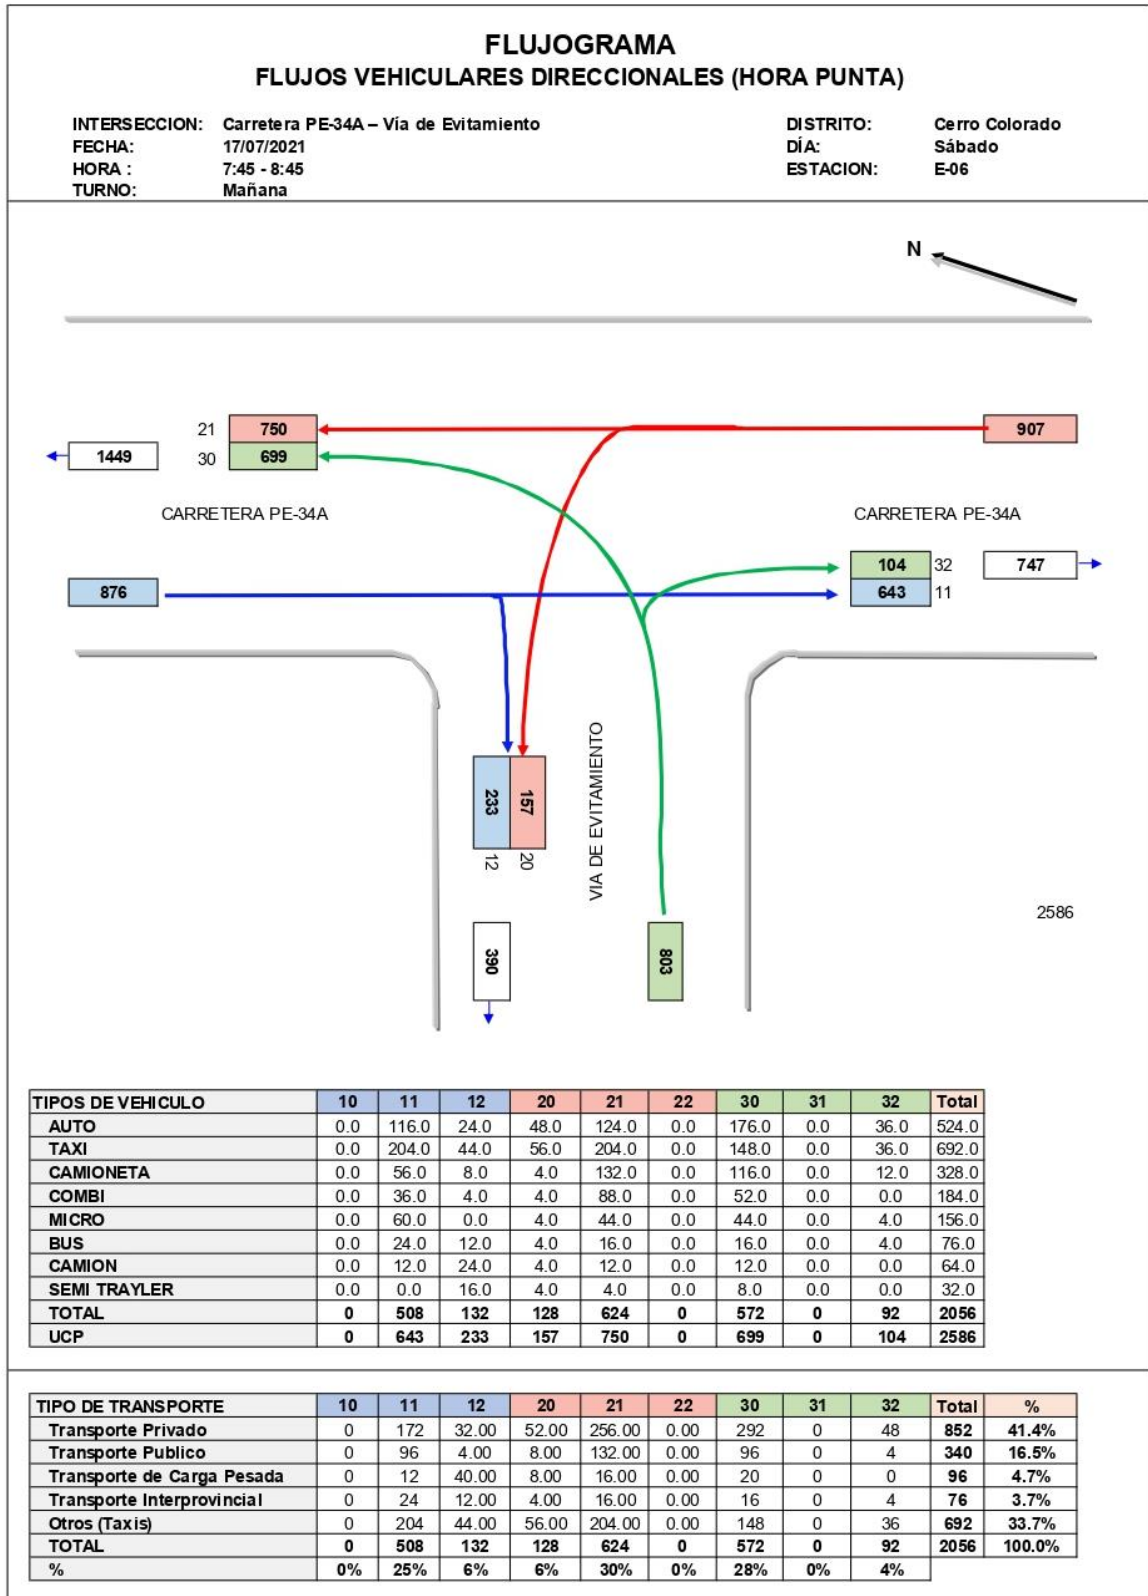 FLUJOGRAMA
FLUJOS VEHICULARES DIRECCIONALES (HORA PUNTA)
INTERSECCION: Carretera PE-34A – Vía de Evitamiento DISTRITO: Cerro Colorado
FECHA: 17/07/2021 DÍA: Sábado
HORA : 7:45 - 8:45 ESTACION: E-06
TURNO: Mañana
N
21 750 907
1449 30 699
CARRETERA PE-34A CARRETERA PE-34A
104 32 747
876 643 11
233 157
12 20
VIA DE EVITAMIENTO
2586
390 803
TIPOS DE VEHICULO 10 11 12 20 21 22 30 31 32 Total
AUTO 0.0 116.0 24.0 48.0 124.0 0.0 176.0 0.0 36.0 524.0
TAXI 0.0 204.0 44.0 56.0 204.0 0.0 148.0 0.0 36.0 692.0
CAMIONETA 0.0 56.0 8.0 4.0 132.0 0.0 116.0 0.0 12.0 328.0
COMBI 0.0 36.0 4.0 4.0 88.0 0.0 52.0 0.0 0.0 184.0
MICRO 0.0 60.0 0.0 4.0 44.0 0.0 44.0 0.0 4.0 156.0
BUS 0.0 24.0 12.0 4.0 16.0 0.0 16.0 0.0 4.0 76.0
CAMION 0.0 12.0 24.0 4.0 12.0 0.0 12.0 0.0 0.0 64.0
SEMI TRAYLER 0.0 0.0 16.0 4.0 4.0 0.0 8.0 0.0 0.0 32.0
TOTAL 0 508 132 128 624 0 572 0 92 2056
UCP 0 643 233 157 750 0 699 0 104 2586
TIPO DE TRANSPORTE 10 11 12 20 21 22 30 31 32 Total %
Transporte Privado 0 172 32.00 52.00 256.00 0.00 292 0 48 852 41.4%
Transporte Publico 0 96 4.00 8.00 132.00 0.00 96 0 4 340 16.5%
Transporte de Carga Pesada 0 12 40.00 8.00 16.00 0.00 20 0 0 96 4.7%
Transporte Interprovincial 0 24 12.00 4.00 16.00 0.00 16 0 4 76 3.7%
Otros (Taxis) 0 204 44.00 56.00 204.00 0.00 148 0 36 692 33.7%
TOTAL 0 508 132 128 624 0 572 0 92 2056 100.0%
% 0% 25% 6% 6% 30% 0% 28% 0% 4%